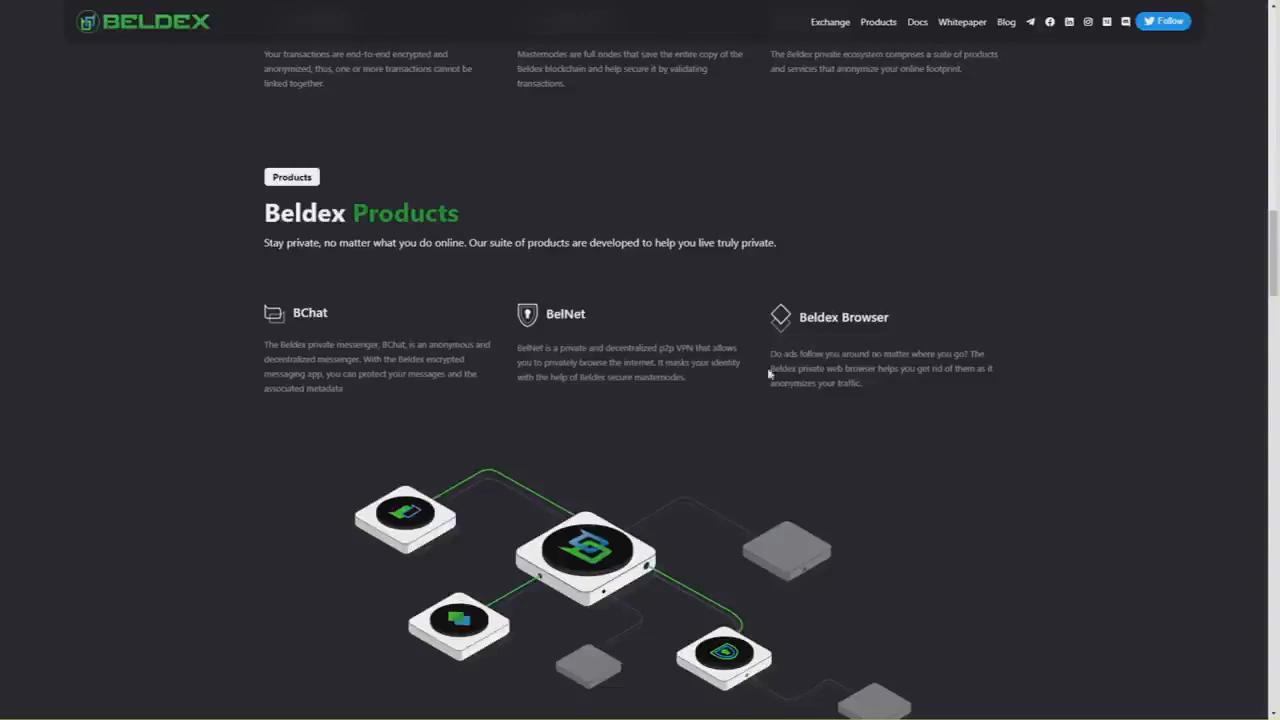 BELDEX
Exchange Products Docs Whitepaper Blog Follow
Your transactions are end-to-end encrypted and
anonymized, thus, one or more transactions cannot be
linked together.
Masternodes are full nodes that save the entire copy of the
Beldex blockchain and help secure it by validating
transactions.
The Beldex private ecosystem comprises a suite of products
and services that anonymize your online footprint.
Products
Beldex Products
Stay private, no matter what you do online. Our suite of products are developed to help you live truly private.
BChat
The Beldex private messenger, BChat, is an anonymous and
decentralized messenger. With the Beldex encrypted
messaging app, you can protect your messages and the
associated metadata
BelNet
BelNet is a private and decentralized p2p VPN that allows
you to privately browse the internet. It masks your identity
with the help of Beldex secure masternodes.
Beldex Browser
Do ads follow you around no matter where you go? The
Beldex private web browser helps you get rid of them as it
anonymizes your traffic.